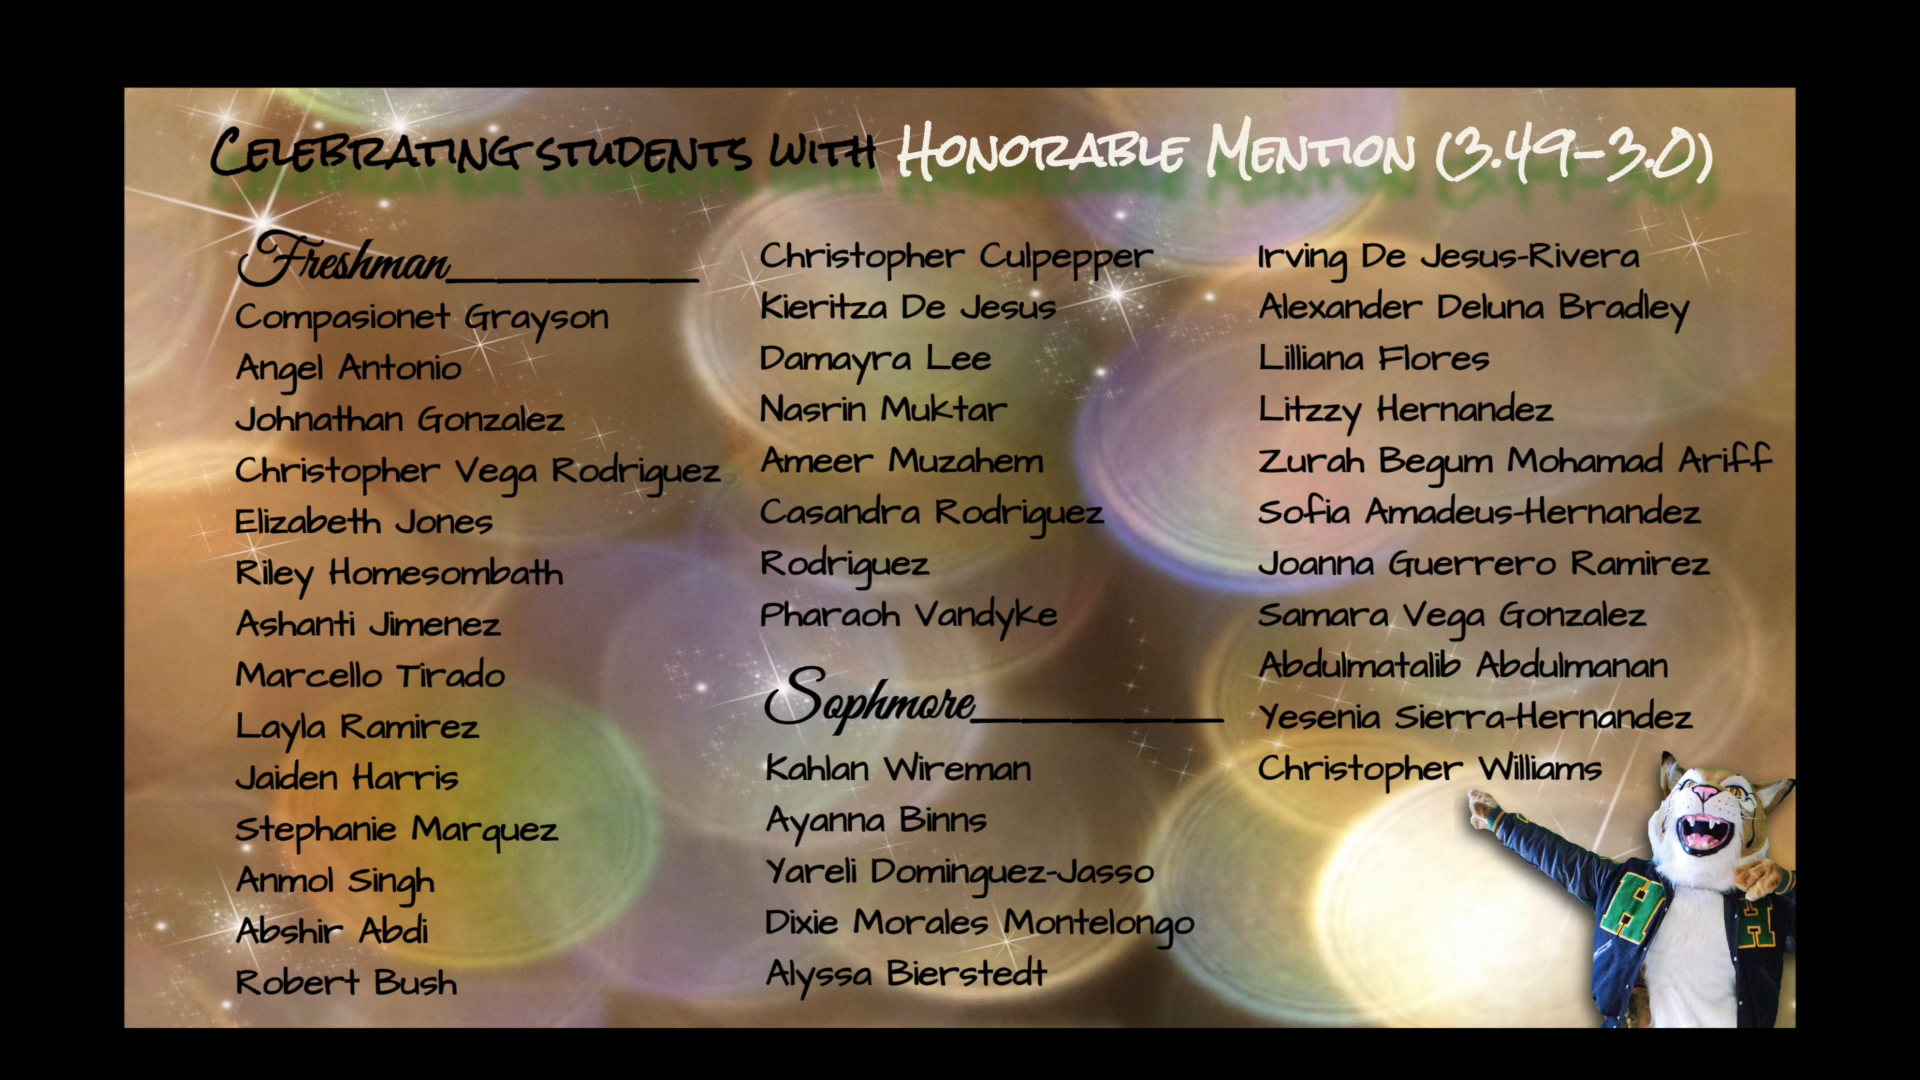 Celebrating students with Honorable Mention (3.49-3.0)
Freshman__________
Compasionet Grayson
Angel Antonio
Johnathan Gonzalez
Christopher Vega Rodriguez
Elizabeth Jones
Riley Homesombath
Ashanti Jimenez
Marcello Tirado
Layla Ramirez
Jaiden Harris
Stephanie Marquez
Anmol Singh
Abshir Abdi
Robert Bush
Christopher Culpepper
Kieritza De Jesus
Damayra Lee
Nasrin Muktar
Ameer Muzahem
Casandra Rodriguez
Rodriguez
Pharaoh Vandyke
Sophmore__________
Kahlan Wireman
Ayanna Binns
Yareli Dominguez-Jasso
Dixie Morales Montelongo
Alyssa Bierstedt
Irving De Jesus-Rivera
Alexander Deluna Bradley
Lilliana Flores
Litzzy Hernandez
Zurah Begum Mohamad Ariff
Sofia Amadeus-Hernandez
Joanna Guerrero Ramirez
Samara Vega Gonzalez
Abdulmatalib Abdulmanan
Yesenia Sierra-Hernandez
Christopher Williams
H H